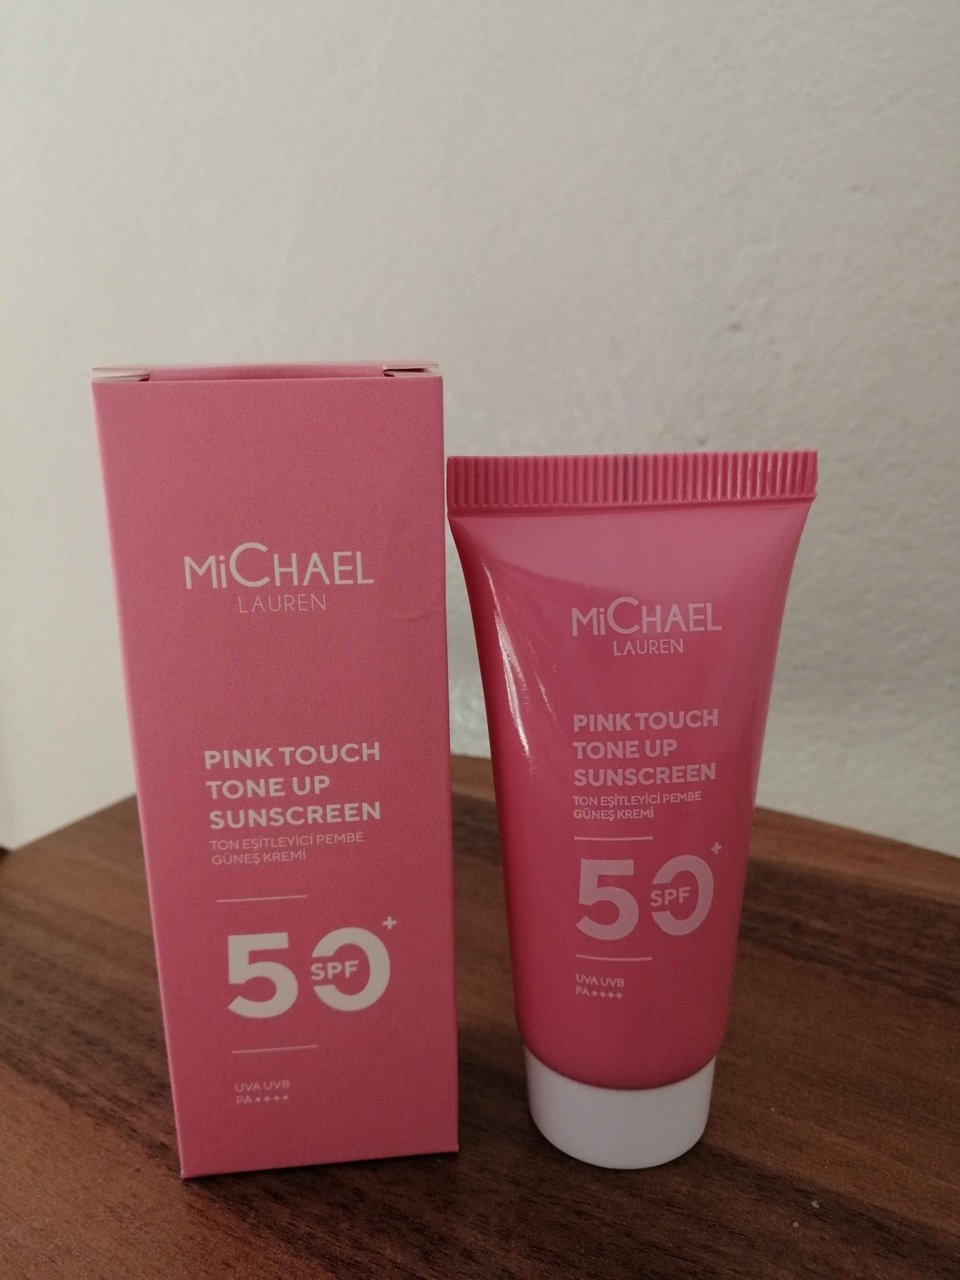 MiCHAEL
LAUREN
PINK TOUCH
TONE UP
SUNSCREEN
TON EŞİTLEYİCİ PEMBE
GÜNEŞ KREMİ
50+
SPF
UVA UVB
PA++++
MiCHAEL
LAUREN
PINK TOUCH
TONE UP
SUNSCREEN
TON EŞİTLEYİCİ PEMBE
GÜNEŞ KREMİ
50+
SPF
UVA UVB
PA++++